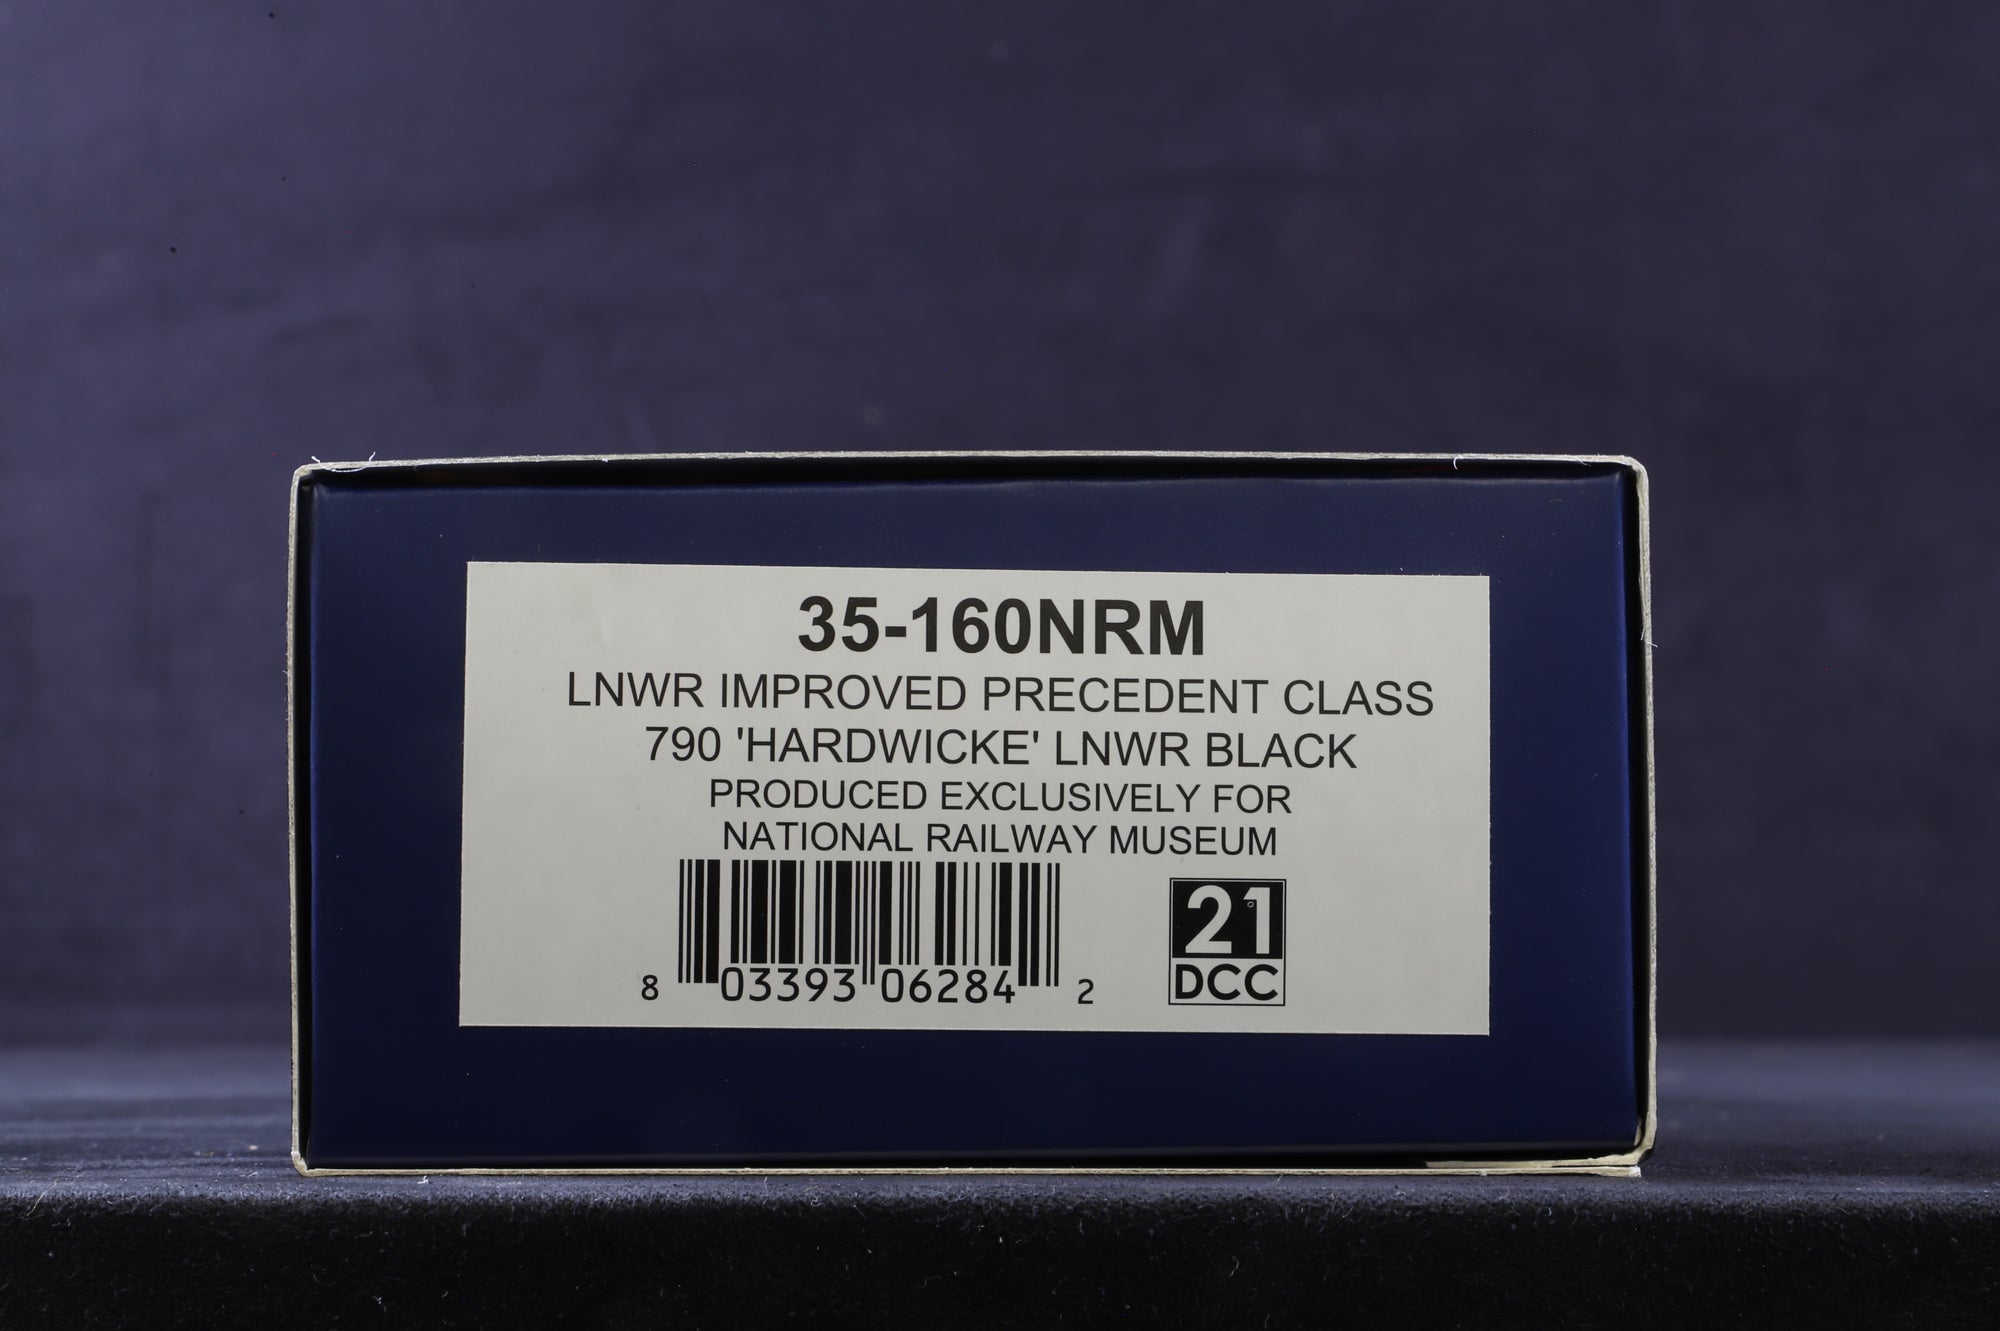 35-160NRM
LNWR IMPROVED PRECEDENT CLASS
790 'HARDWICKE' LNWR BLACK
PRODUCED EXCLUSIVELY FOR
NATIONAL RAILWAY MUSEUM
8 03393 06284 2
21
DCC